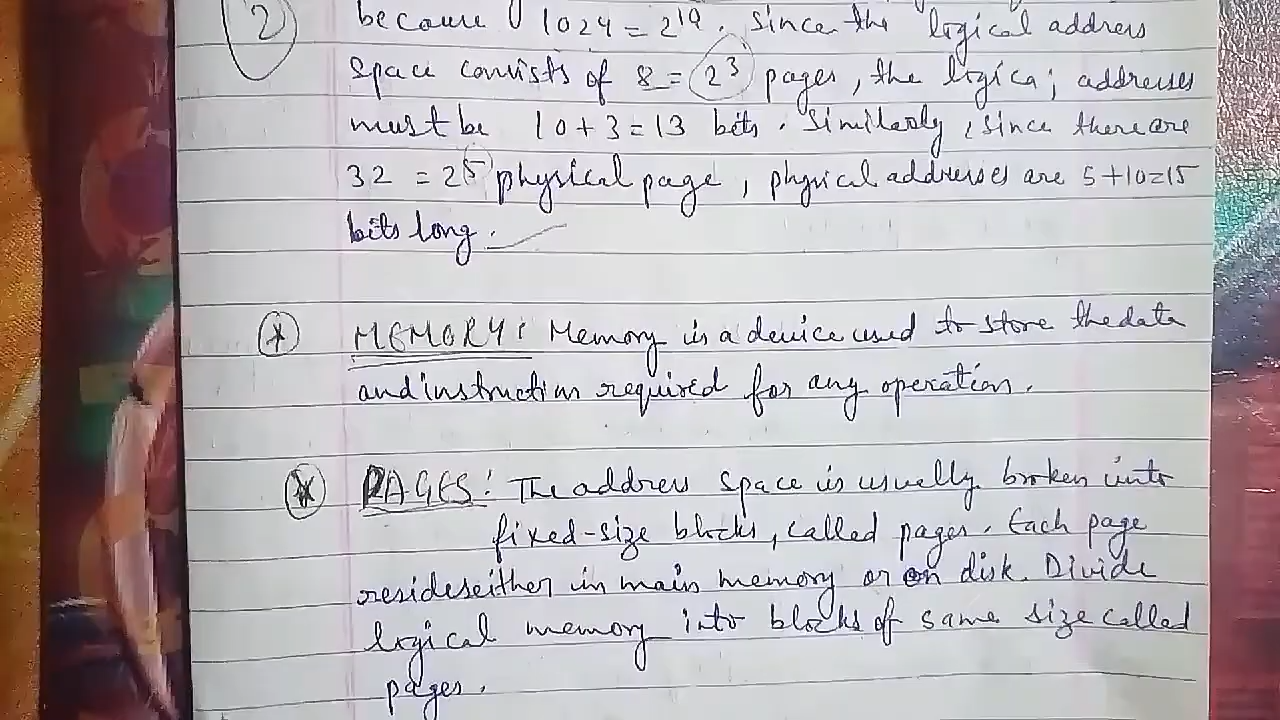 2
because 1024 = 2^10. Since the logical address
space consists of 8 = 2^3 pages, the logica; addresses
must be 10+3=13 bits. Similarly, since there are
32 = 2^5 physical page, physical addresses are 5+10=15
bits long.
* MEMORY: Memory is a device used to store the data
and instruction required for any operation.
* PAGES: The address space is usually broken into
fixed-size blocks, called pages. Each page
resides either in main memory or on disk. Divide
logical memory into blocks of same size called
pages.